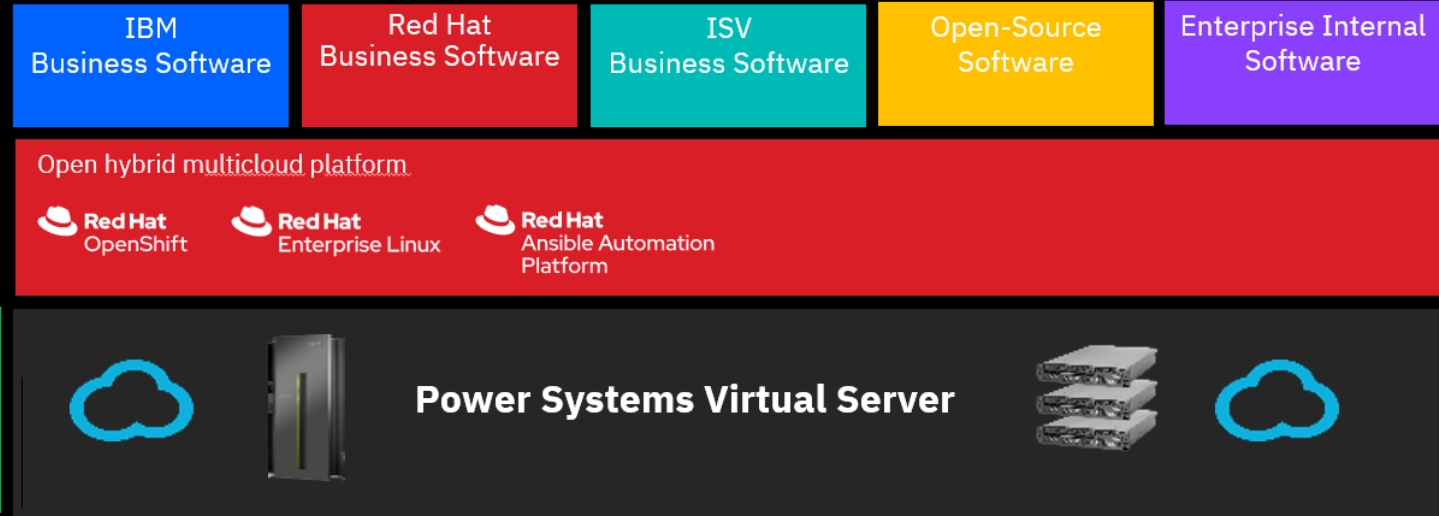 IBM
Business Software
Red Hat
Business Software
ISV
Business Software
Open-Source
Software
Enterprise Internal
Software
Open hybrid multicloud platform
Red Hat
OpenShift
Red Hat
Enterprise Linux
Red Hat
Ansible Automation
Platform
Power Systems Virtual Server